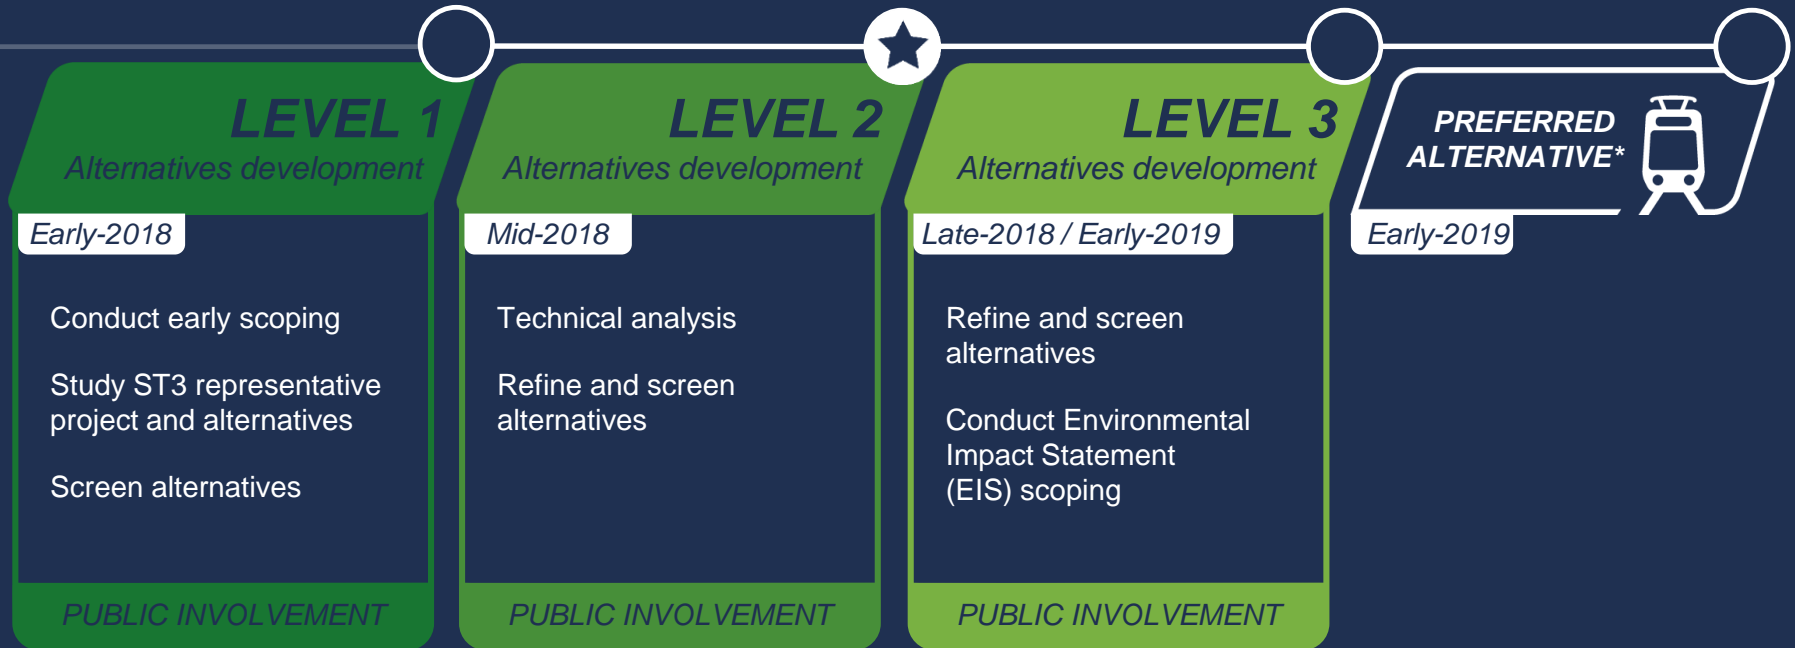 LEVEL 1
Alternatives development
Early-2018
Conduct early scoping
Study ST3 representative
project and alternatives
Screen alternatives
PUBLIC INVOLVEMENT
LEVEL 2
Alternatives development
Mid-2018
Technical analysis
Refine and screen
alternatives
PUBLIC INVOLVEMENT
LEVEL 3
Alternatives development
Late-2018 / Early-2019
Refine and screen
alternatives
Conduct Environmental
Impact Statement
(EIS) scoping
PUBLIC INVOLVEMENT
PREFERRED
ALTERNATIVE*
Early-2019